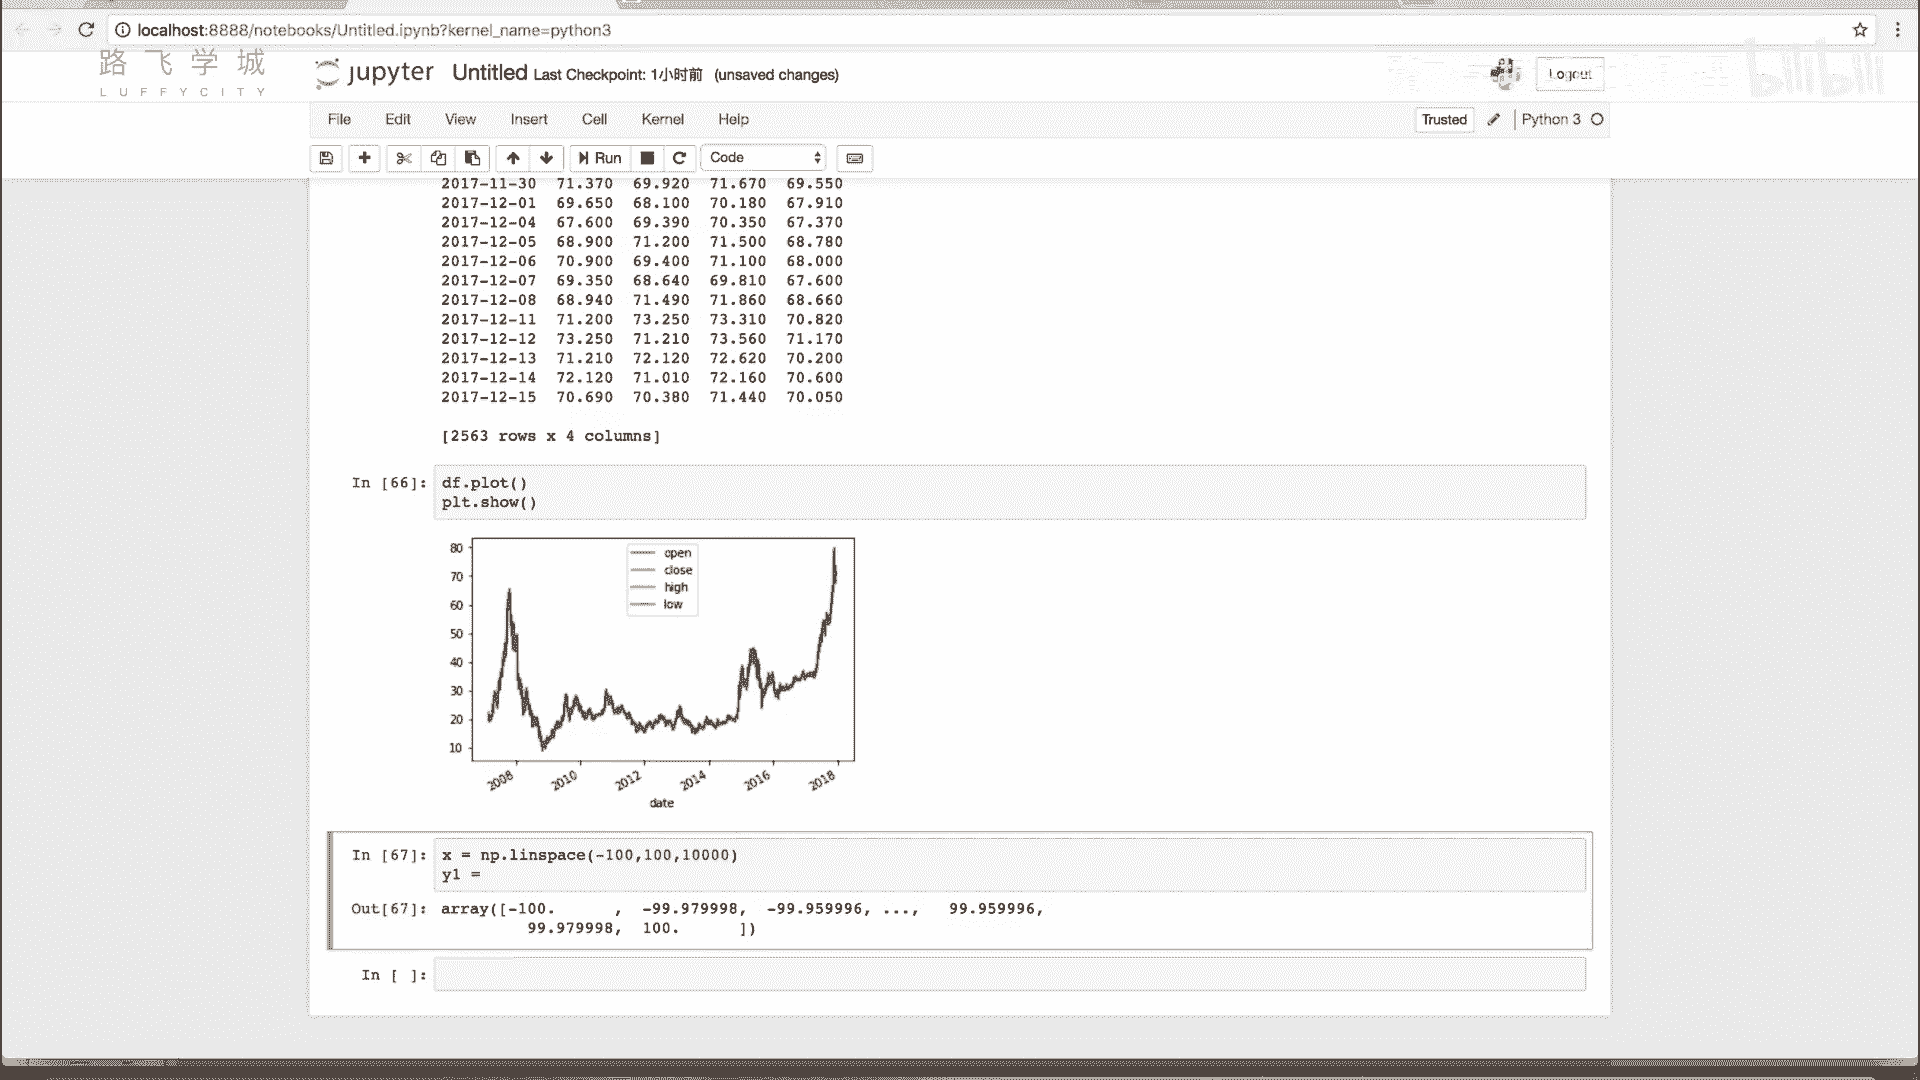 localhost:8888/notebooks/Untitled.ipynb?kernel_name=python3
路飞学城
LUFFYCITY
jupyter Untitled Last Checkpoint: 1小时前 (unsaved changes)
Logout
bilibili
File Edit View Insert Cell Kernel Help
Trusted Python 3
Run Code
2017-11-30 71.370 69.920 71.670 69.550
2017-12-01 69.650 68.100 70.180 67.910
2017-12-04 67.600 69.390 70.350 67.370
2017-12-05 68.900 71.200 71.500 68.780
2017-12-06 70.900 69.400 71.100 68.000
2017-12-07 69.350 68.640 69.810 67.600
2017-12-08 68.940 71.490 71.860 68.660
2017-12-11 71.200 73.250 73.310 70.820
2017-12-12 73.250 71.210 73.560 71.170
2017-12-13 71.210 72.120 72.620 70.200
2017-12-14 72.120 71.010 72.160 70.600
2017-12-15 70.690 70.380 71.440 70.050
[2563 rows x 4 columns]
In [66]: df.plot()
plt.show()
80
70
60
50
40
30
20
10
open
close
high
low
2008 2010 2012 2014 2016 2018
date
In [67]: x = np.linspace(-100,100,10000)
y1 =
Out[67]: array([-100. , -99.979998, -99.959996, ..., 99.959996,
99.979998, 100. ])
In [ ]: